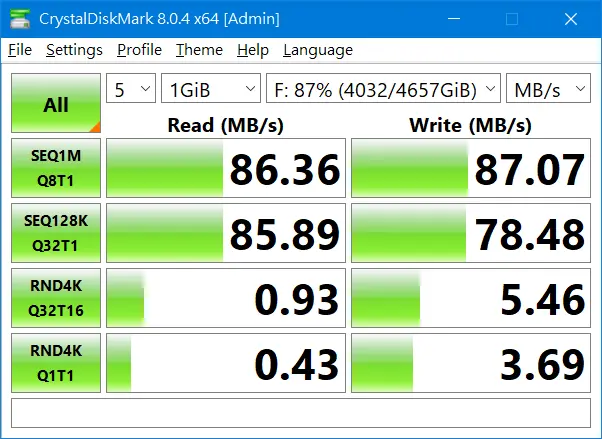 CrystalDiskMark 8.0.4 x64 [Admin]
File Settings Profile Theme Help Language
All 5 1GiB F: 87% (4032/4657GiB) MB/s
Read (MB/s) Write (MB/s)
SEQ1M
Q8T1
86.36 87.07
SEQ128K
Q32T1
85.89 78.48
RND4K
Q32T16
0.93 5.46
RND4K
Q1T1
0.43 3.69